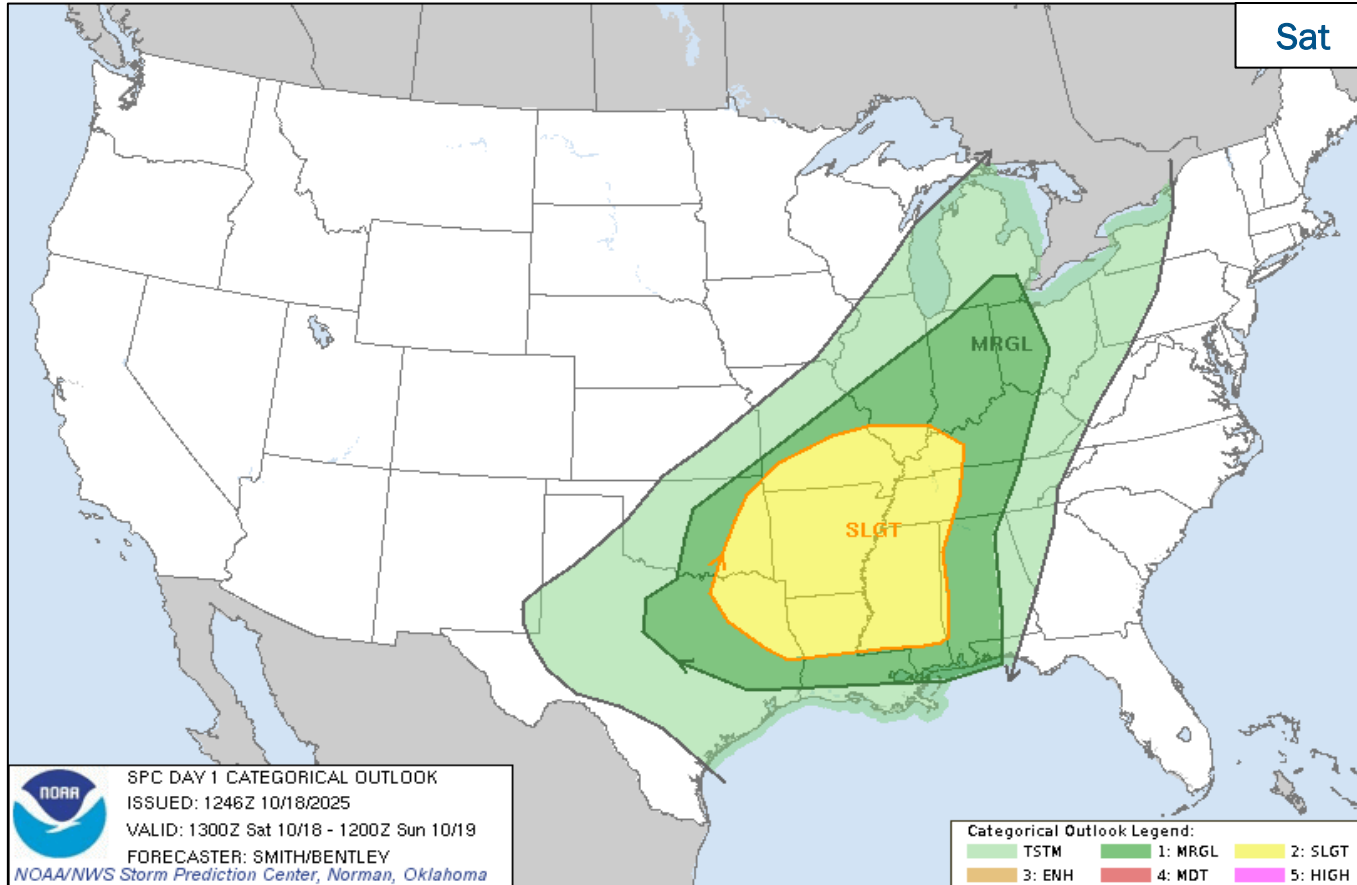 Sat
MRGL
SLGT
NOAA
SPC DAY 1 CATEGORICAL OUTLOOK
ISSUED: 1246Z 10/18/2025
VALID: 1300Z Sat 10/18 - 1200Z Sun 10/19
FORECASTER: SMITH/BENTLEY
NOAA/NWS Storm Prediction Center, Norman, Oklahoma
Categorical Outlook Legend:
TSTM 1: MRGL 2: SLGT
3: ENH 4: MDT 5: HIGH